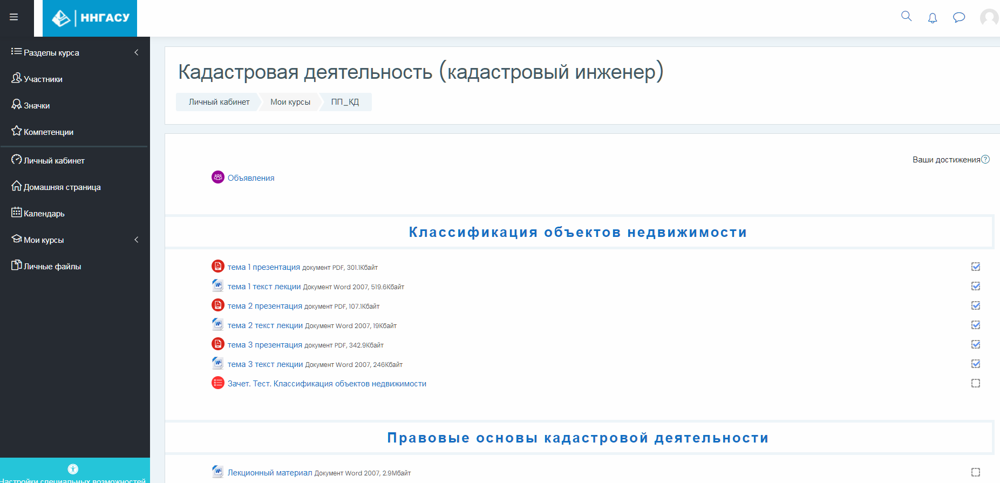 ННГАСУ
Разделы курса
Участники
Значки
Компетенции
Личный кабинет
Домашняя страница
Календарь
Мои курсы
Личные файлы
Настройки специальных возможностей
Кадастровая деятельность (кадастровый инженер)
Личный кабинет Мои курсы ПП_КД
Ваши достижения
Объявления
Классификация объектов недвижимости
тема 1 презентация документ PDF, 301.1Кбайт
тема 1 текст лекции Документ Word 2007, 519.6Кбайт
тема 2 презентация документ PDF, 107.1Кбайт
тема 2 текст лекции Документ Word 2007, 19Кбайт
тема 3 презентация документ PDF, 342.9Кбайт
тема 3 текст лекции Документ Word 2007, 246Кбайт
Зачет. Тест. Классификация объектов недвижимости
Правовые основы кадастровой деятельности
Лекционный материал Документ Word 2007, 2.9Мбайт